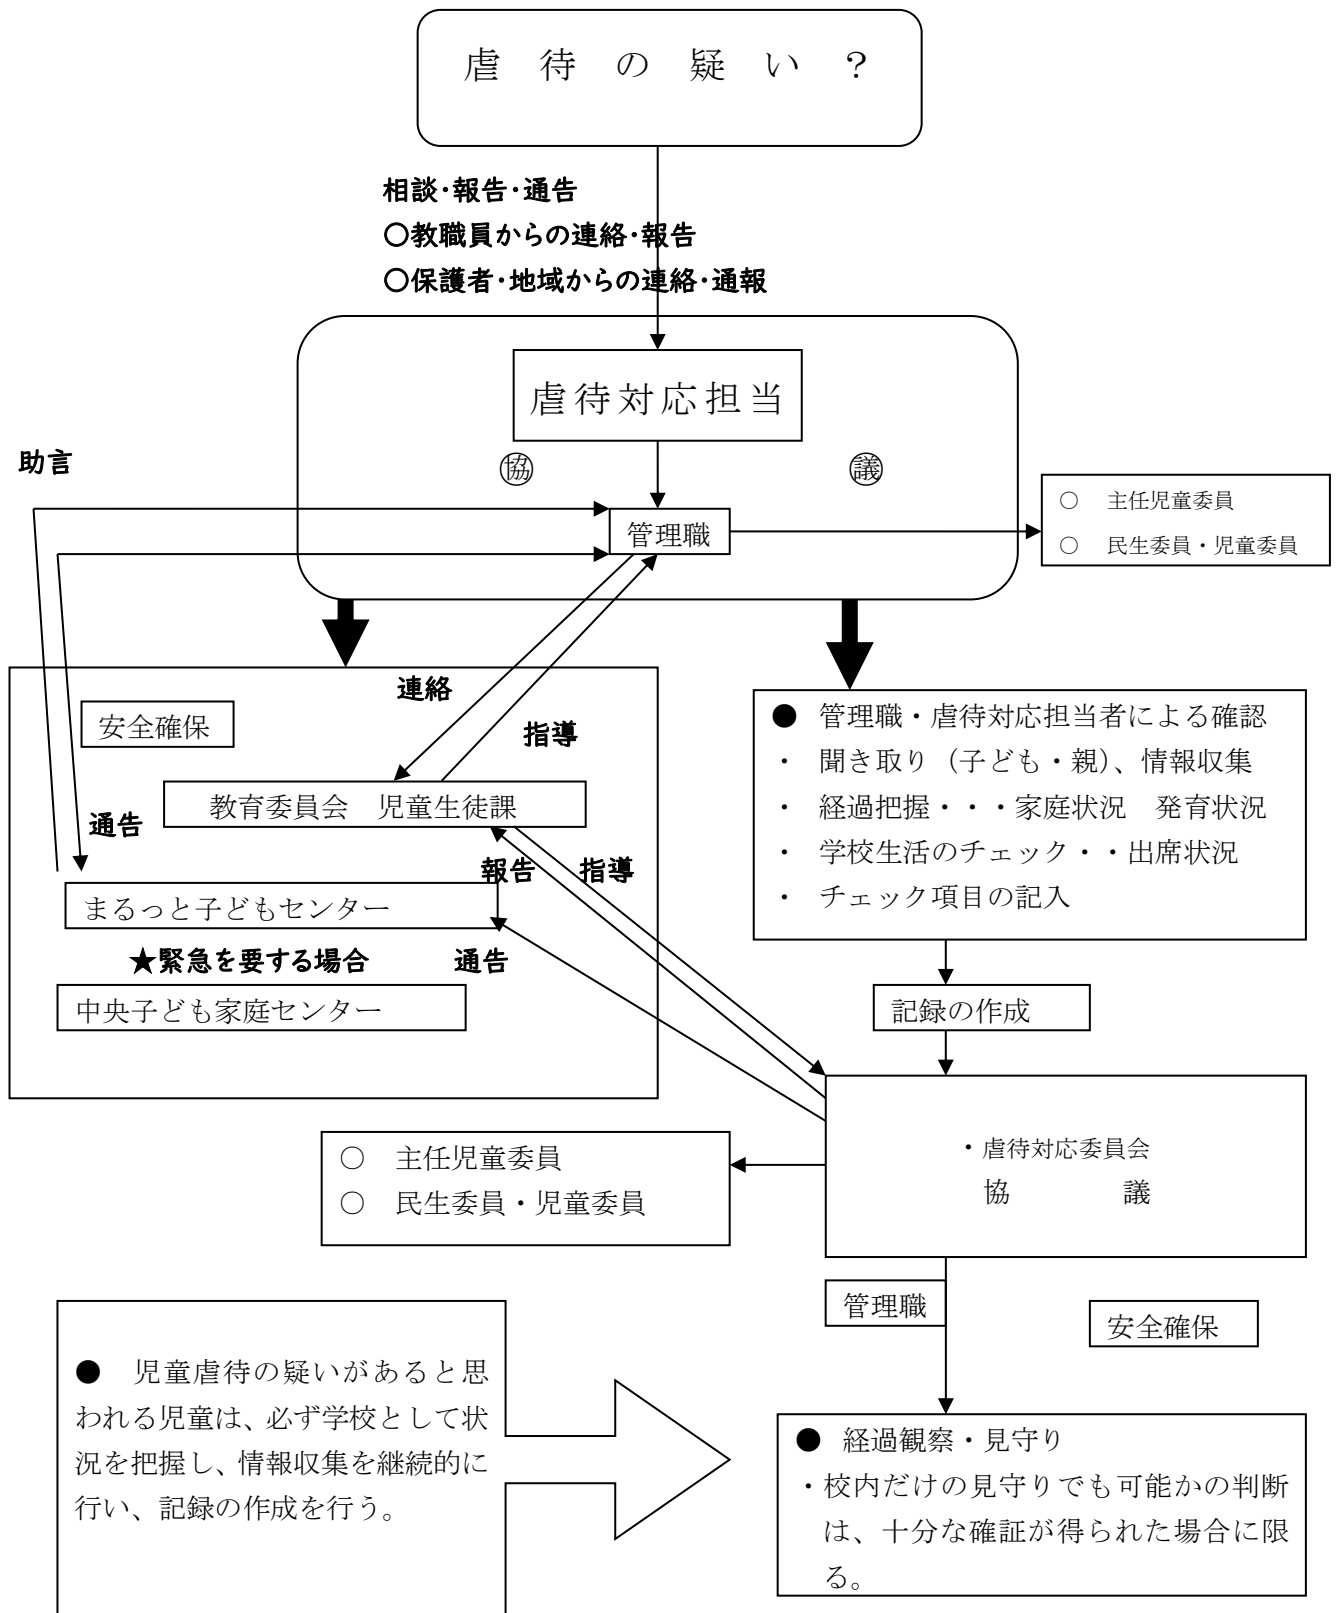 虐待の疑い？
相談・報告・通告
〇教職員からの連絡・報告
〇保護者・地域からの連絡・通報
虐待対応担当
助言
㊿協 議
管理職
○ 主任児童委員
○ 民生委員・児童委員
連絡
安全確保
指導
教育委員会 児童生徒課
通告
報告 指導
まるっと子どもセンター
★緊急を要する場合 通告
中央子ども家庭センター
● 管理職・虐待対応担当者による確認
・ 聞き取り（子ども・親）、情報収集
・ 経過把握・・・家庭状況 発育状況
・ 学校生活のチェック・・出席状況
・ チェック項目の記入
記録の作成
・虐待対応委員会
協 議
○ 主任児童委員
○ 民生委員・児童委員
管理職
安全確保
● 児童虐待の疑いがあると思
われる児童は、必ず学校として状
況を把握し、情報収集を継続的に
行い、記録の作成を行う。
● 経過観察・見守り
・校内だけの見守りでも可能かの判断
は、十分な確証が得られた場合に限
る。